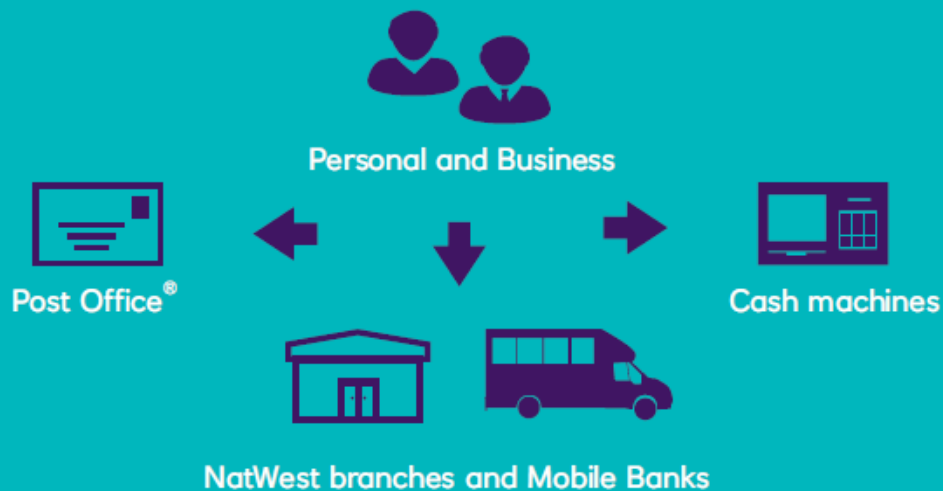 Personal and Business
Post Office®
Cash machines
NatWest branches and Mobile Banks